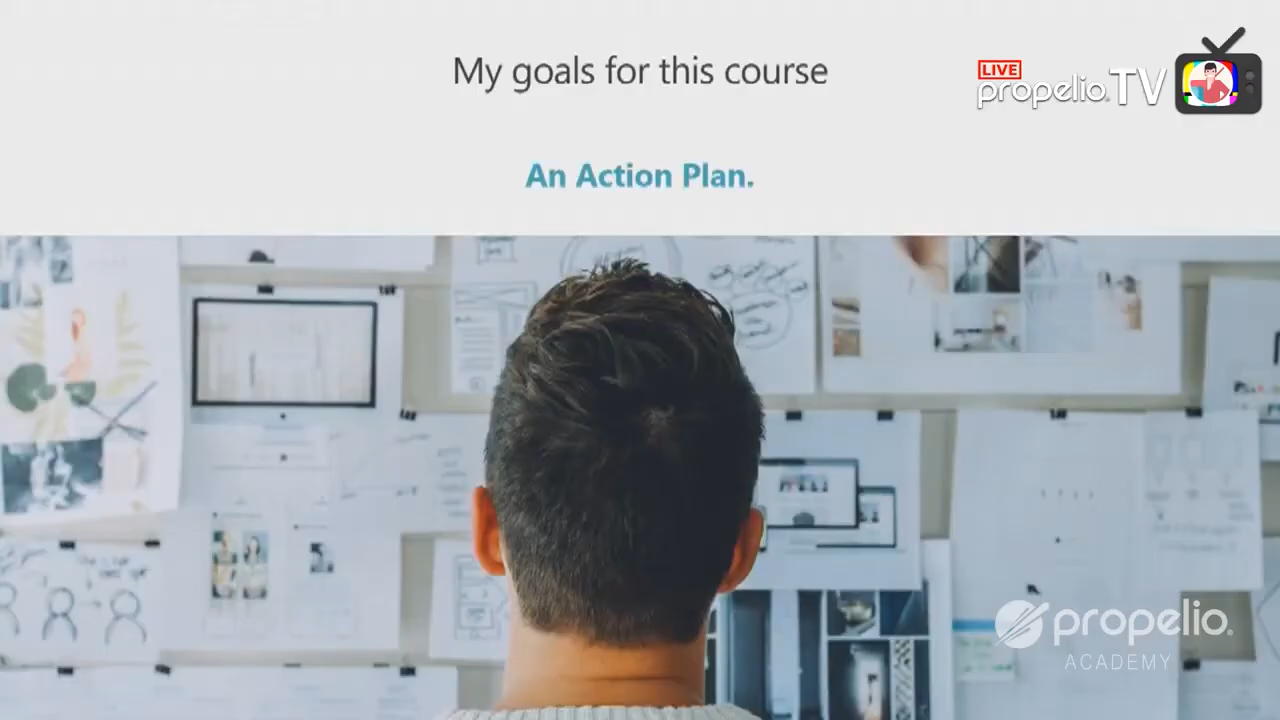 My goals for this course
LIVE
propelio.TV
An Action Plan.
propelio.
ACADEMY